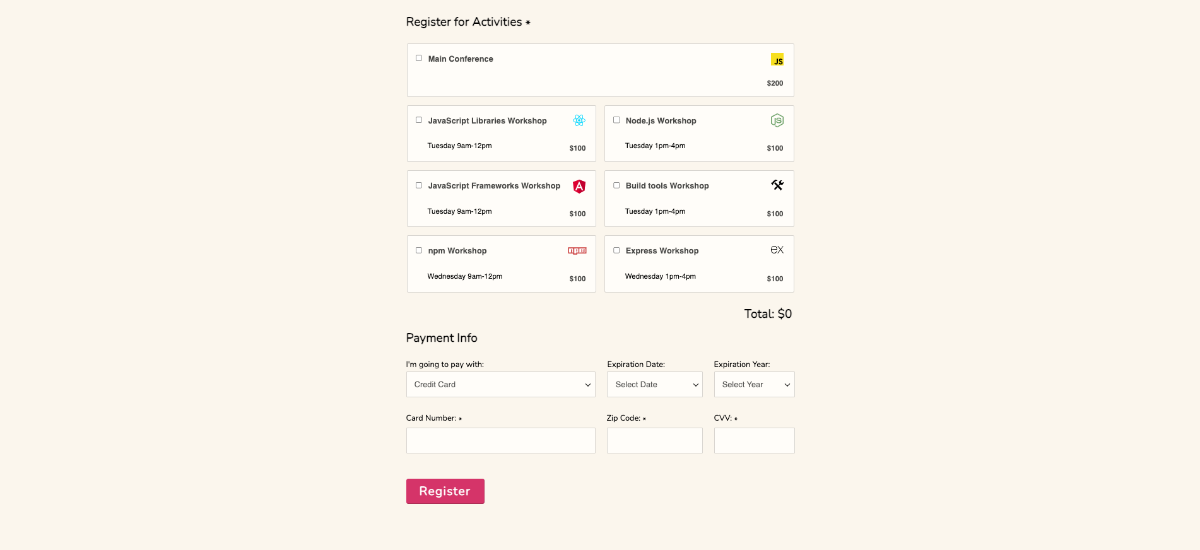 Register for Activities *
Main Conference
JS
$200
JavaScript Libraries Workshop
Tuesday 9am-12pm
$100
Node.js Workshop
JS
Tuesday 1pm-4pm
$100
JavaScript Frameworks Workshop
A
Tuesday 9am-12pm
$100
Build tools Workshop
Tuesday 1pm-4pm
$100
npm Workshop
npm
Wednesday 9am-12pm
$100
Express Workshop
ex
Wednesday 1pm-4pm
$100
Total: $0
Payment Info
I'm going to pay with:
Credit Card
Expiration Date:
Select Date
Expiration Year:
Select Year
Card Number: *
Zip Code: *
CVV: *
Register